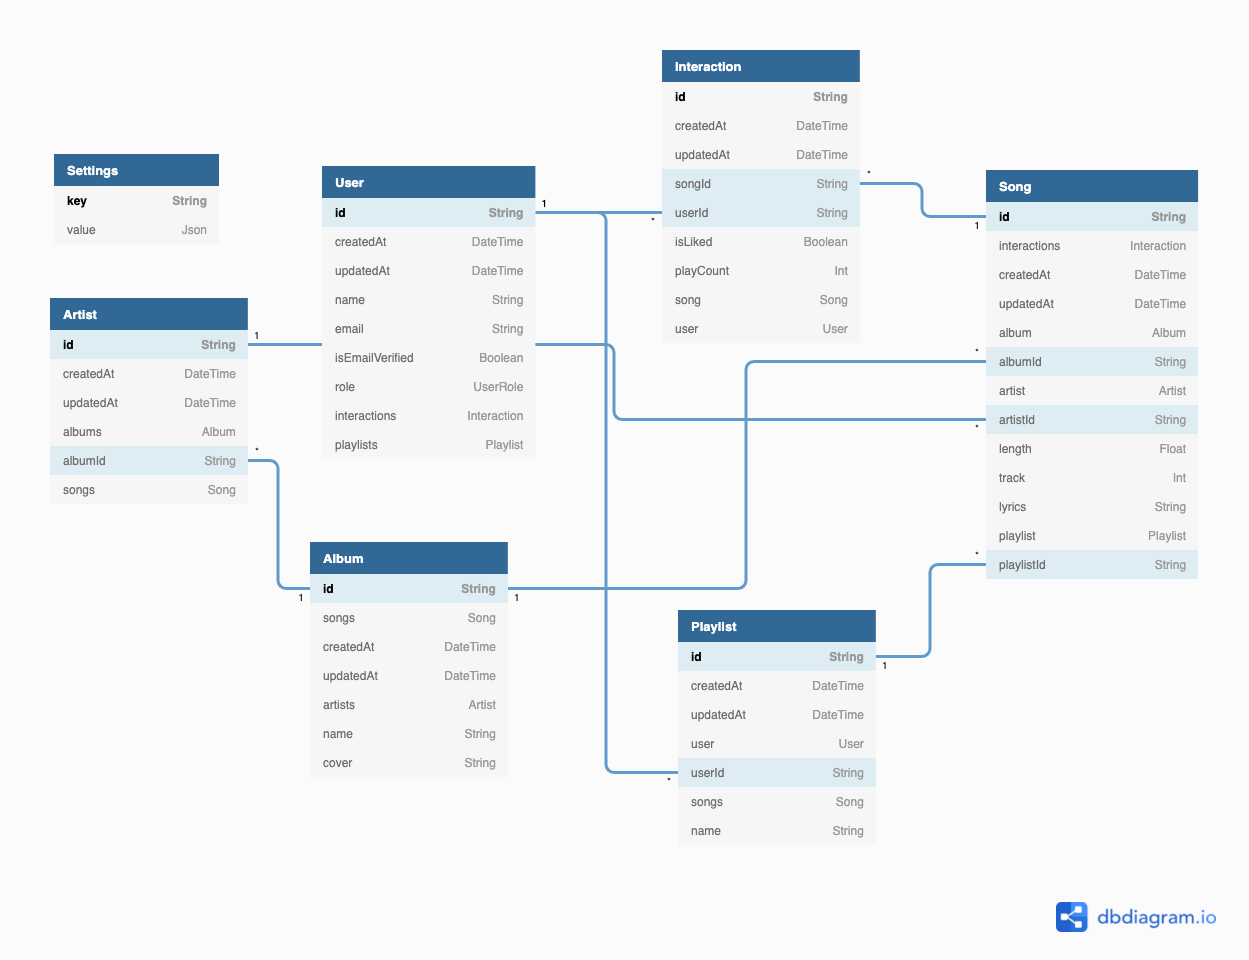 Settings
key String
value Json
Artist
id String
createdAt DateTime
updatedAt DateTime
albums Album
albumId String
songs Song
1
*
User
id String
createdAt DateTime
updatedAt DateTime
name String
email String
isEmailVerified Boolean
role UserRole
interactions Interaction
playlists Playlist
1
Album
id String
songs Song
createdAt DateTime
updatedAt DateTime
artists Artist
name String
cover String
1
1
Interaction
id String
createdAt DateTime
updatedAt DateTime
songId String
userId String
isLiked Boolean
playCount Int
song Song
user User
*
*
Playlist
id String
createdAt DateTime
updatedAt DateTime
user User
userId String
songs Song
name String
1
*
Song
id String
interactions Interaction
createdAt DateTime
updatedAt DateTime
album Album
albumId String
artist Artist
artistId String
length Float
track Int
lyrics String
playlist Playlist
playlistId String
1
*
*
*
dbdiagram.io